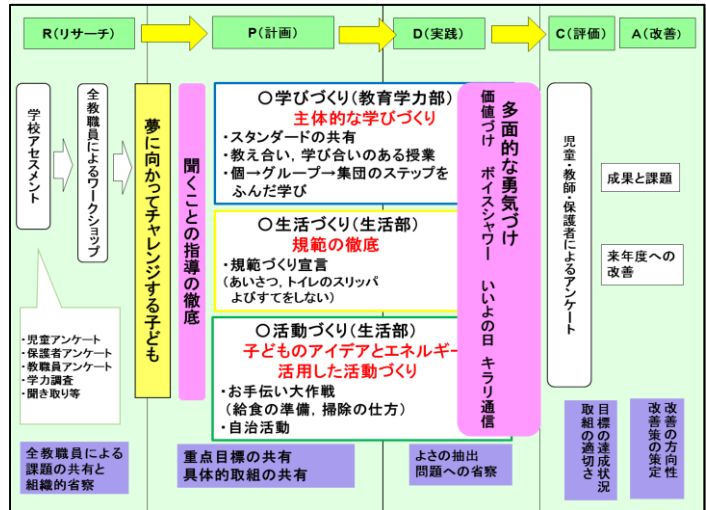 R(リサーチ)
P(計画)
D(実践)
C(評価)
A(改善)
学校アセスメント
全教職員によるワークショップ
・児童アンケート
・保護者アンケート
・教職員アンケート
・学力調査
・聞き取り等
全教職員による
課題の共有と
組織的省察
夢に向かってチャレンジする子ども
聞くことの指導の徹底
○学びづくり(教育学力部)
主体的な学びづくり
・スタンダードの共有
・教え合い,学び合いのある授業
・個→グループ→集団のステップを
ふんだ学び
○生活づくり(生活部)
規範の徹底
・規範づくり宣言
(あいさつ,トイレのスリッパ
よびすてをしない)
○活動づくり(生活部)
子どものアイデアとエネルギー
活用した活動づくり
・お手伝い大作戦
(給食の準備,掃除の仕方)
・自治活動
重点目標の共有
具体的取組の共有
多面的な勇気づけ
価値づけ ボイスシャワー いいよの日 キラリ通信
よさの抽出
問題への省察
児童・教師・保護者によるアンケート
成果と課題
来年度への
改善
目標の達成状況
取組の適切さ
改善の方向性
改善策の策定